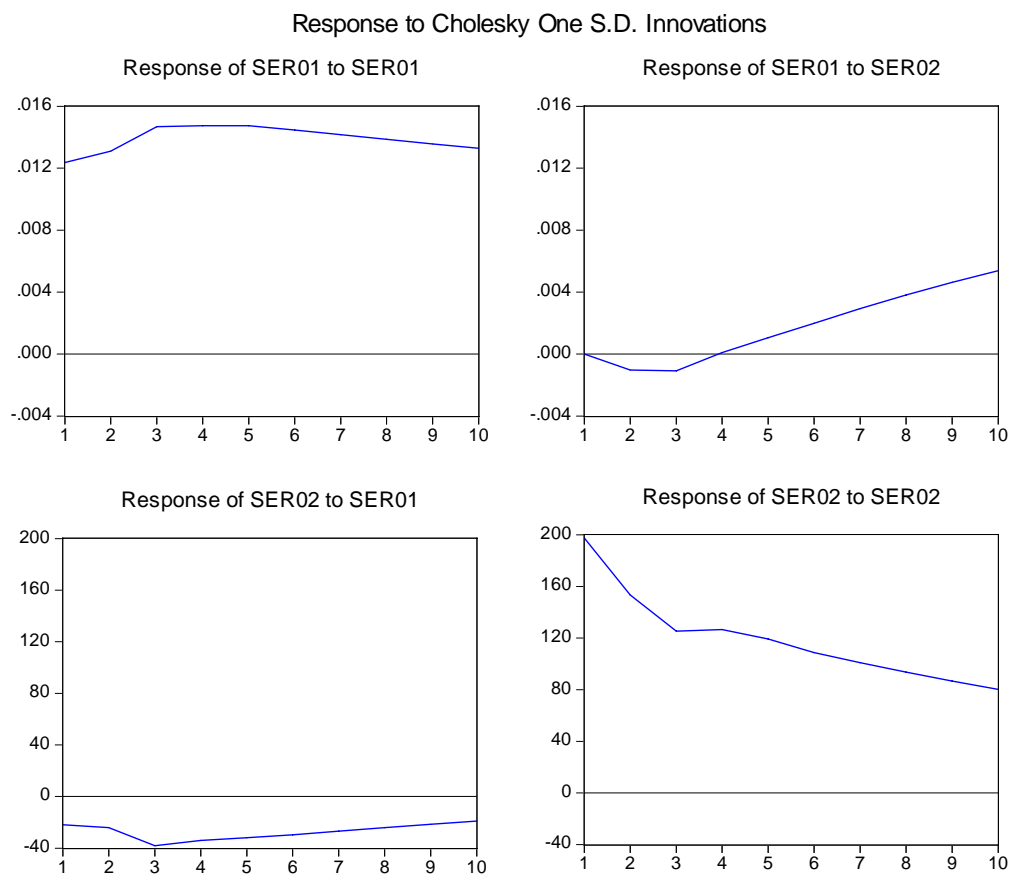 Response to Cholesky One S.D. Innovations
Response of SER01 to SER01
.016
.012
.008
.004
.000
-.004
1 2 3 4 5 6 7 8 9 10
Response of SER01 to SER02
.016
.012
.008
.004
.000
-.004
1 2 3 4 5 6 7 8 9 10
Response of SER02 to SER01
200
160
120
80
40
0
-40
1 2 3 4 5 6 7 8 9 10
Response of SER02 to SER02
200
160
120
80
40
0
-40
1 2 3 4 5 6 7 8 9 10